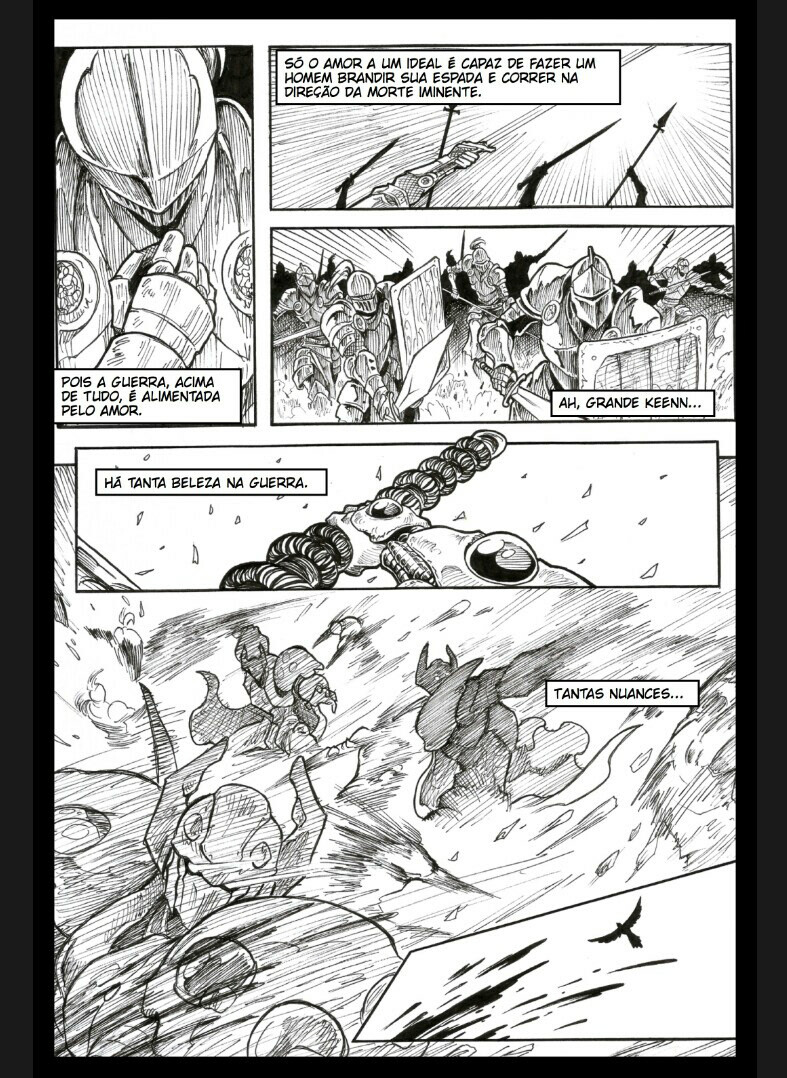 POIS A GUERRA, ACIMA
DE TUDO, É ALIMENTADA
PELO AMOR.
SÓ O AMOR A UM IDEAL É CAPAZ DE FAZER UM
HOMEM BRANDIR SUA ESPADA E CORRER NA
DIREÇÃO DA MORTE IMINENTE.
AH, GRANDE KEENN...
HÁ TANTA BELEZA NA GUERRA.
TANTAS NUANCES...